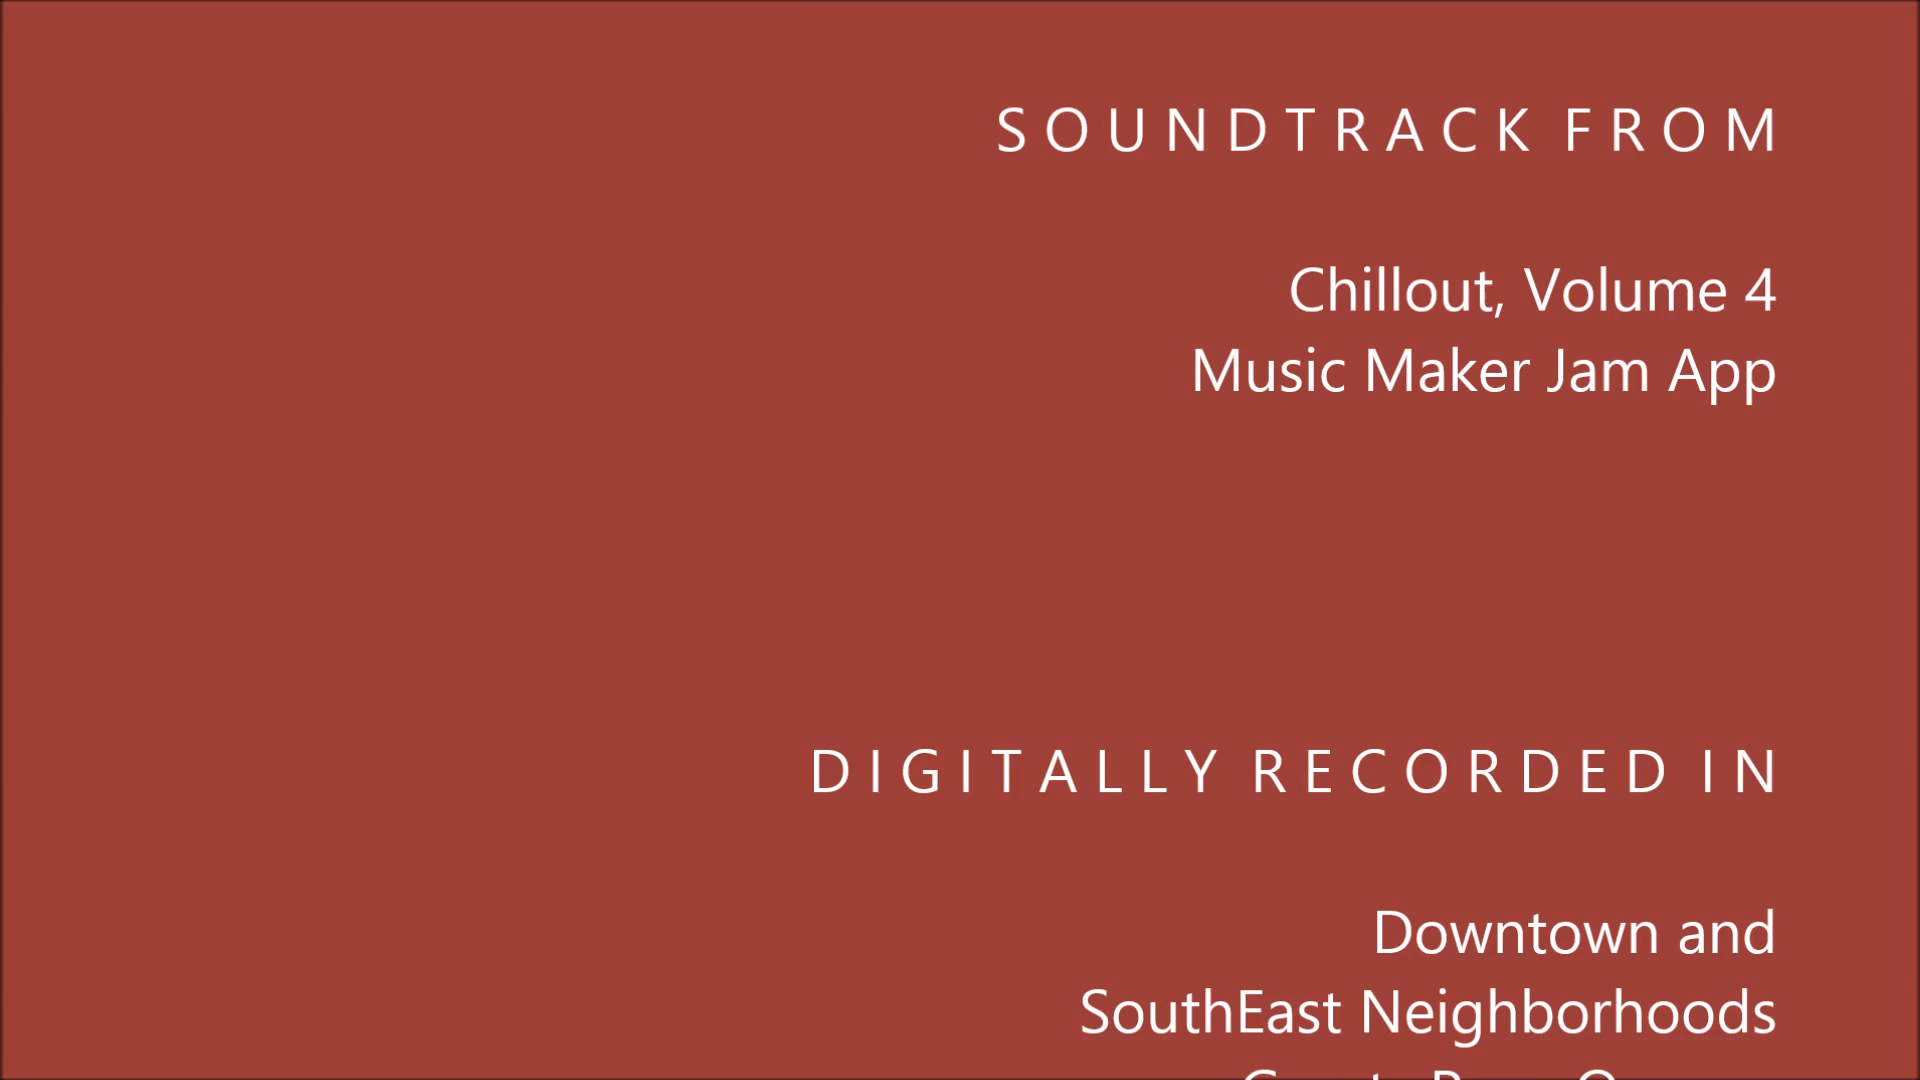 SOUNDTRACK FROM
Chillout, Volume 4
Music Maker Jam App
DIGITALLY RECORDED IN
Downtown and
SouthEast Neighborhoods